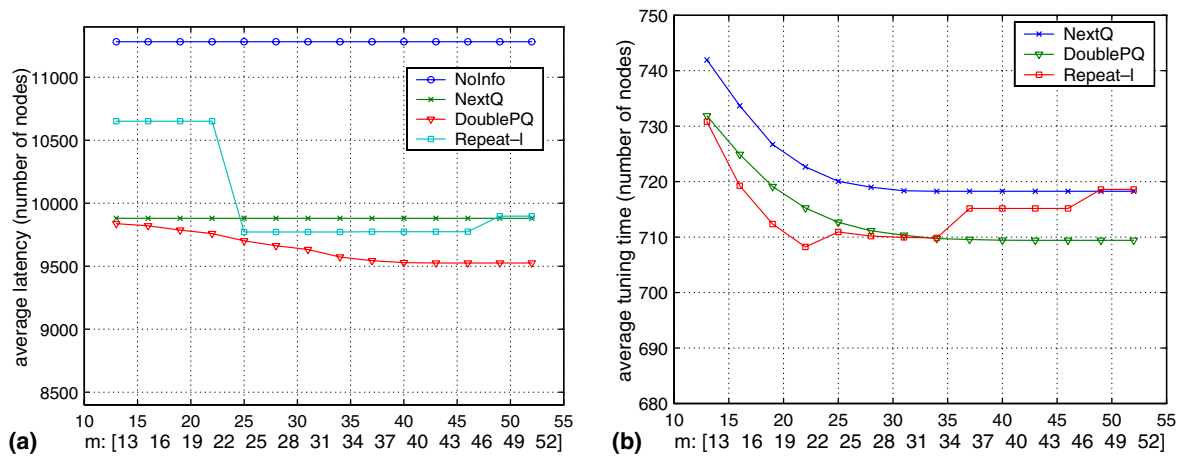 11000
10500
10000
9500
9000
8500
average latency (number of nodes)
NoInfo
NextQ
DoublePQ
Repeat–I
10 15 20 25 30 35 40 45 50 55
(a) m: [13 16 19 22 25 28 31 34 37 40 43 46 49 52]
750
740
730
720
710
700
690
680
average tuning time (number of nodes)
NextQ
DoublePQ
Repeat–I
10 15 20 25 30 35 40 45 50 55
(b) m: [13 16 19 22 25 28 31 34 37 40 43 46 49 52]